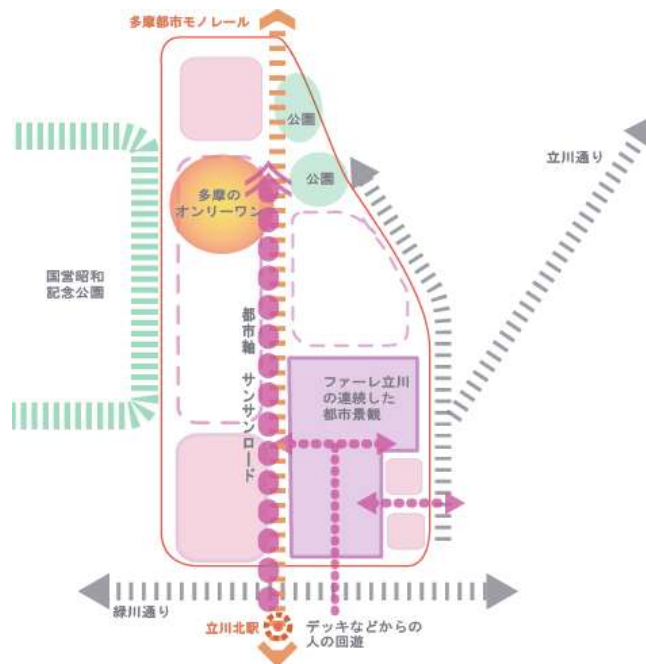 多摩都市モノレール
公園
立川通り
公園
多摩の
オンリーワン
国営昭和
記念公園
都市軸 サンサンロード
ファーレ立川
の連続した
都市景観
緑川通り
立川北駅
デッキなどからの
人の回遊